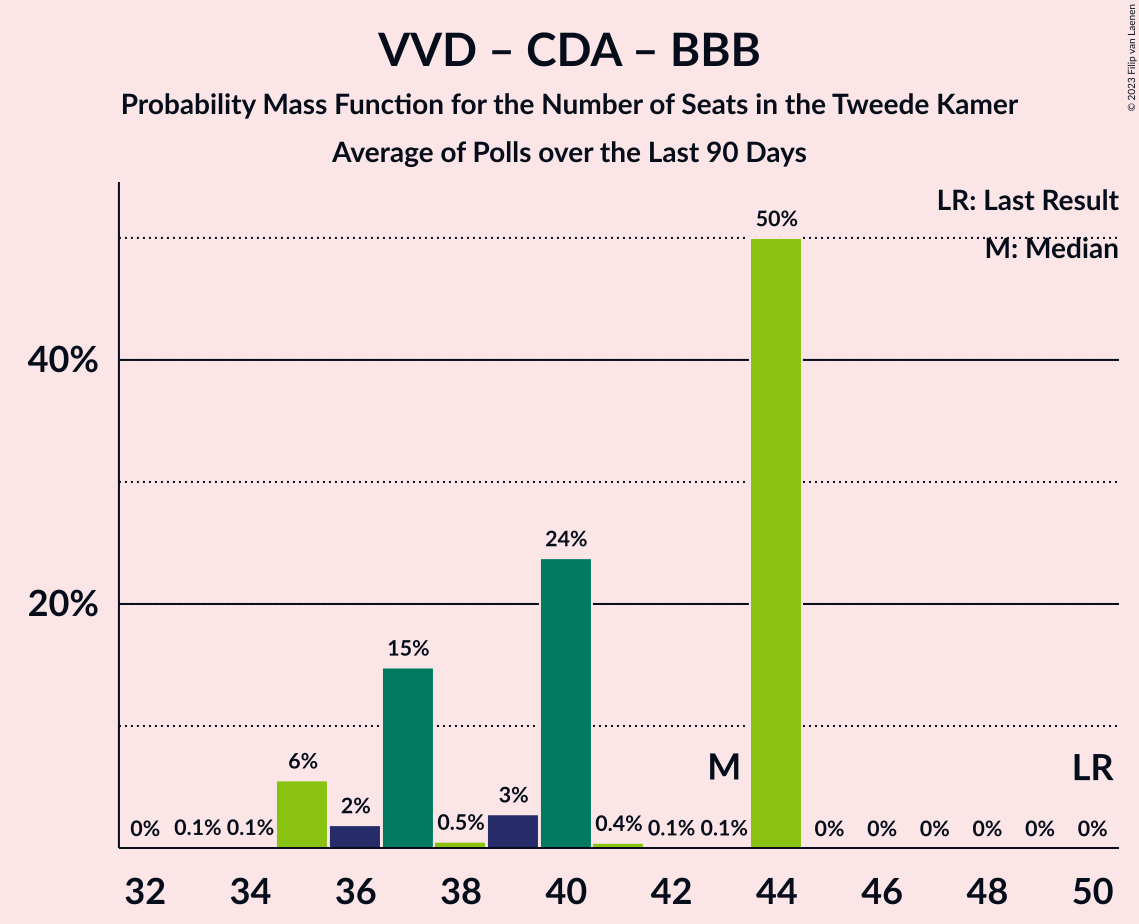 VVD – CDA – BBB
Probability Mass Function for the Number of Seats in the Tweede Kamer
Average of Polls over the Last 90 Days
© 2023 Filip van Laenen
LR: Last Result
M: Median
50%
40%
24%
20%
15%
6%
2%
3%
M
LR
0%
0.1%
0.1%
0.5%
0.4%
0.1%
0.1%
0%
0%
0%
0%
0%
0%
32 34 36 38 40 42 44 46 48 50